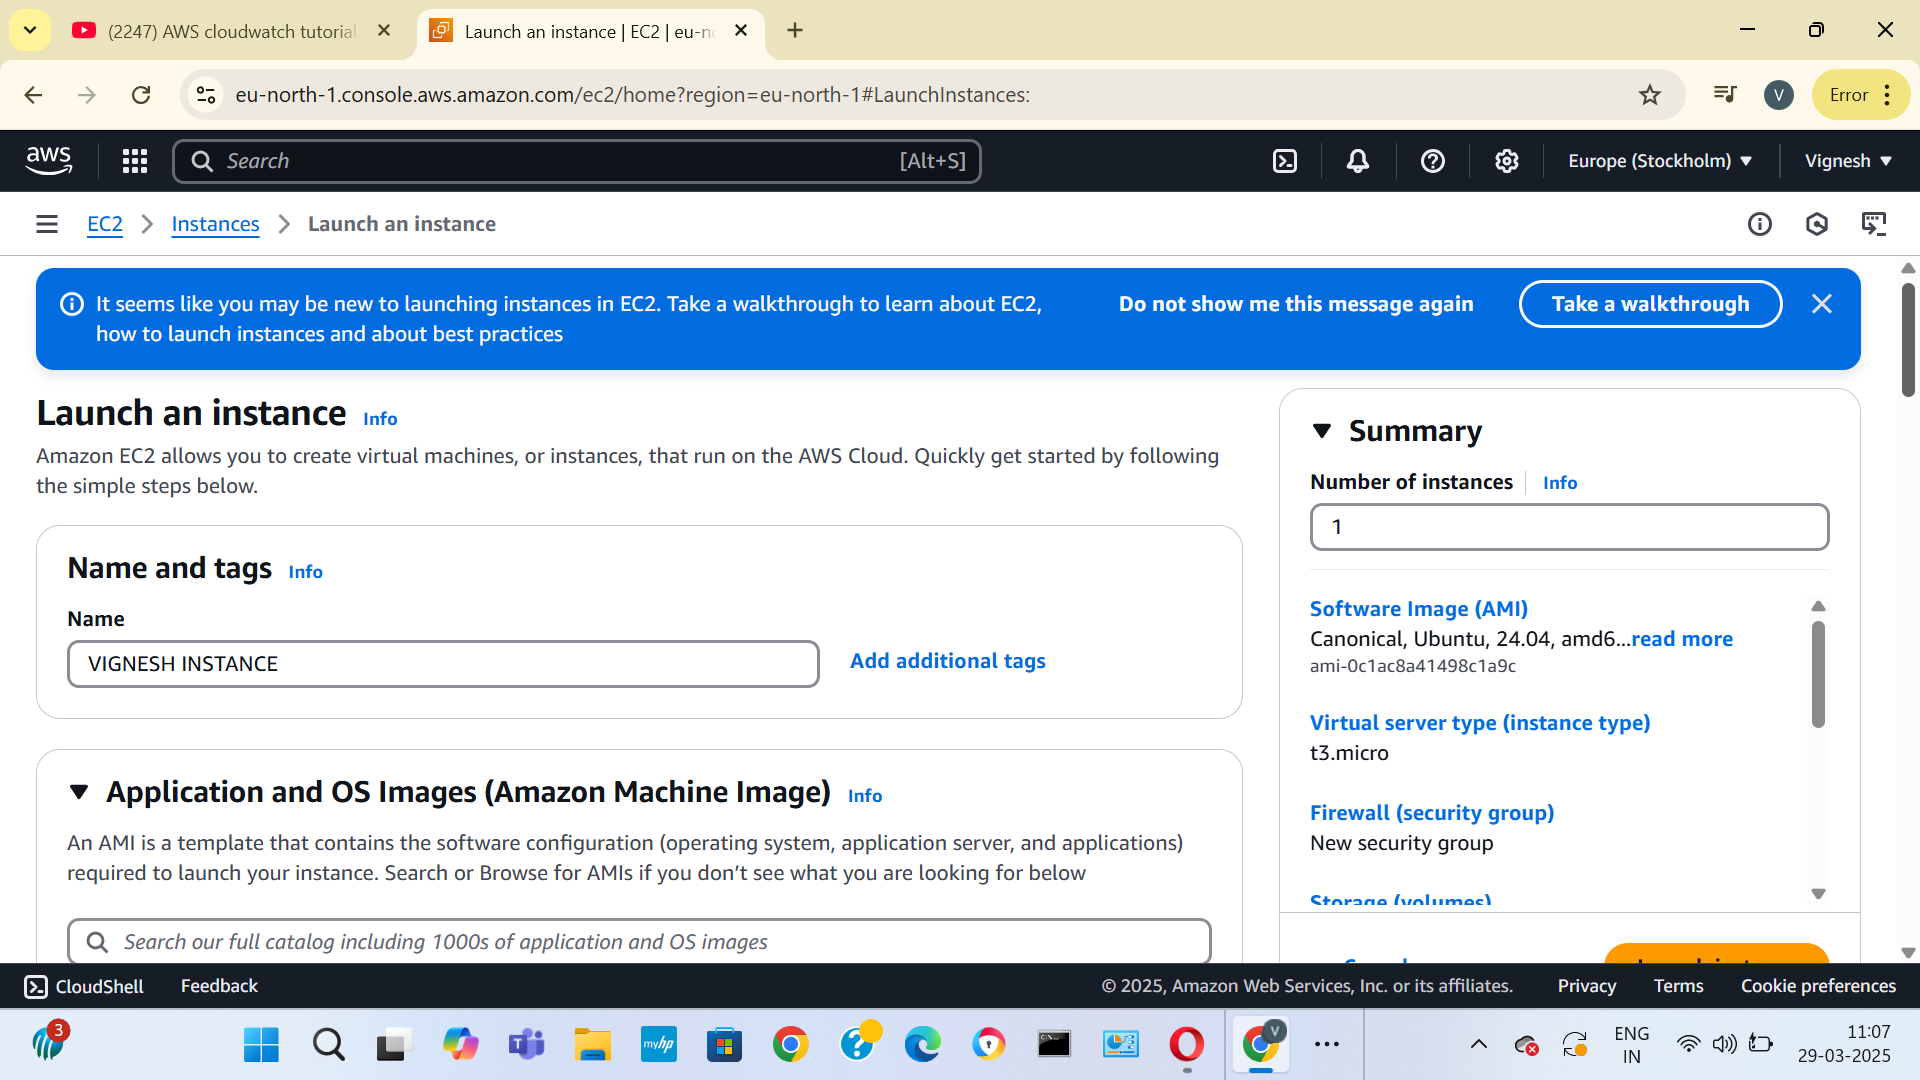 (2247) AWS cloudwatch tutorial
Launch an instance | EC2 | eu-n
eu-north-1.console.aws.amazon.com/ec2/home?region=eu-north-1#LaunchInstances:
V
Error
aws
Search
[Alt+S]
Europe (Stockholm)
Vignesh
EC2
Instances
Launch an instance
It seems like you may be new to launching instances in EC2. Take a walkthrough to learn about EC2,
how to launch instances and about best practices
Do not show me this message again
Take a walkthrough
Launch an instance Info
Amazon EC2 allows you to create virtual machines, or instances, that run on the AWS Cloud. Quickly get started by following
the simple steps below.
Name and tags Info
Name
VIGNESH INSTANCE
Add additional tags
Application and OS Images (Amazon Machine Image) Info
An AMI is a template that contains the software configuration (operating system, application server, and applications)
required to launch your instance. Search or Browse for AMIs if you don’t see what you are looking for below
Search our full catalog including 1000s of application and OS images
Summary
Number of instances Info
1
Software Image (AMI)
Canonical, Ubuntu, 24.04, amd6...read more
ami-0c1ac8a41498c1a9c
Virtual server type (instance type)
t3.micro
Firewall (security group)
New security group
Storage (volumes)
CloudShell
Feedback
© 2025, Amazon Web Services, Inc. or its affiliates.
Privacy
Terms
Cookie preferences
3
myhp
V
ENG
IN
11:07
29-03-2025